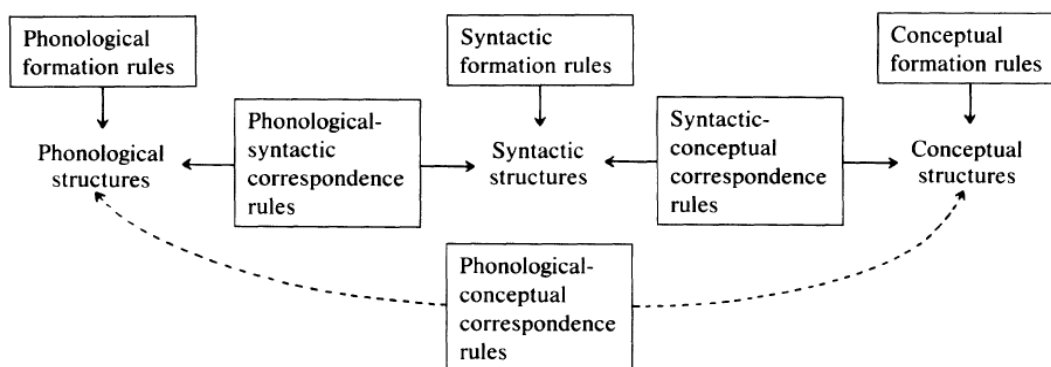 Phonological
formation rules
Syntactic
formation rules
Conceptual
formation rules
Phonological
structures
Phonological-
syntactic
correspondence
rules
Syntactic
structures
Syntactic-
conceptual
correspondence
rules
Conceptual
structures
Phonological-
conceptual
correspondence
rules